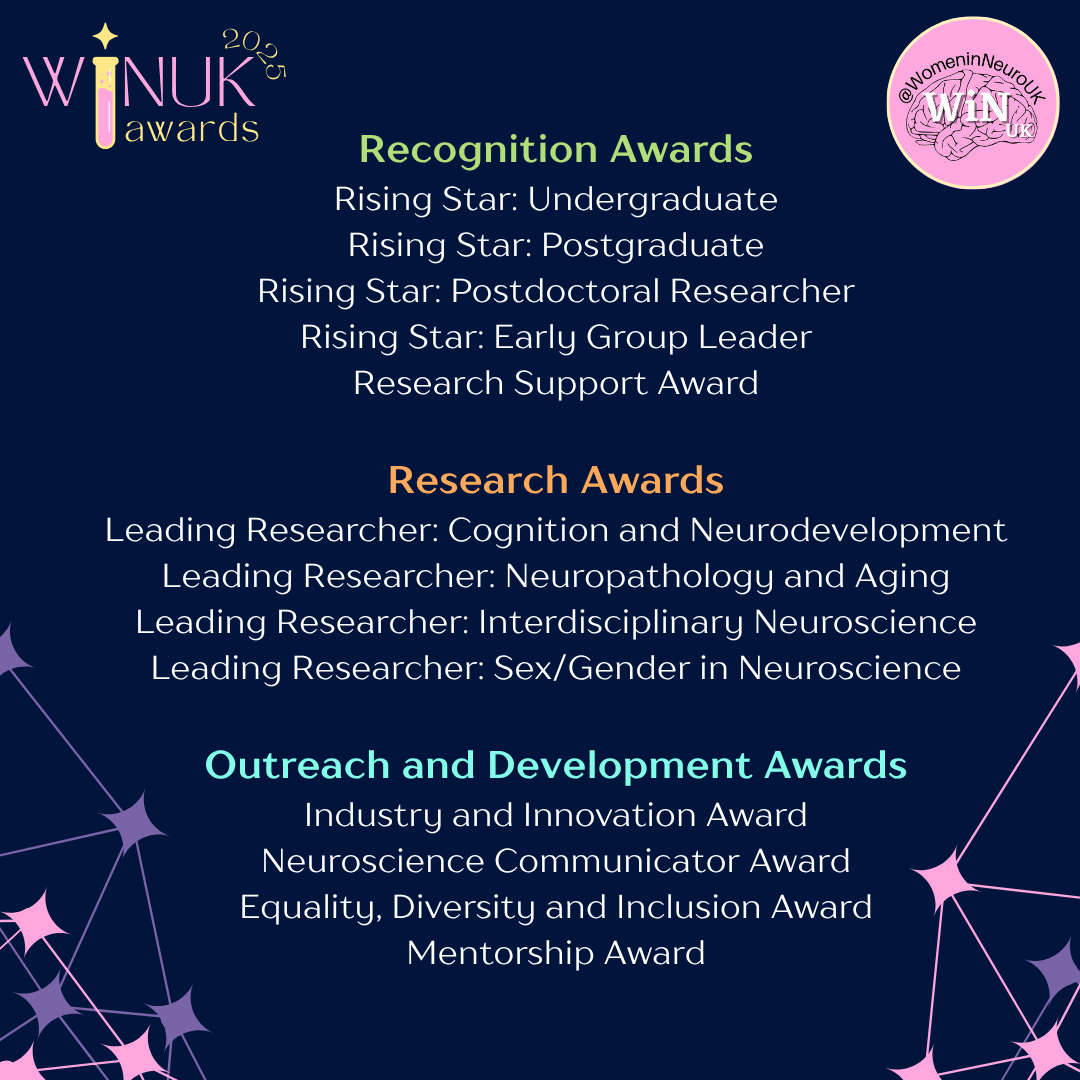 WiNUK 2025
awards
@WomeninNeuroUK
WiN
UK
Recognition Awards
Rising Star: Undergraduate
Rising Star: Postgraduate
Rising Star: Postdoctoral Researcher
Rising Star: Early Group Leader
Research Support Award
Research Awards
Leading Researcher: Cognition and Neurodevelopment
Leading Researcher: Neuropathology and Aging
Leading Researcher: Interdisciplinary Neuroscience
Leading Researcher: Sex/Gender in Neuroscience
Outreach and Development Awards
Industry and Innovation Award
Neuroscience Communicator Award
Equality, Diversity and Inclusion Award
Mentorship Award